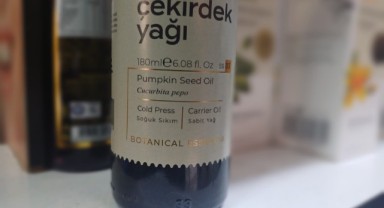 çekirdek
yağı
180ml℮6.08 fl. Oz
Pumpkin Seed Oil
Cucurbita pepo
Cold Press Carrier Oil
Soğuk Sıkım Sabit Yağ
BOTANICAL